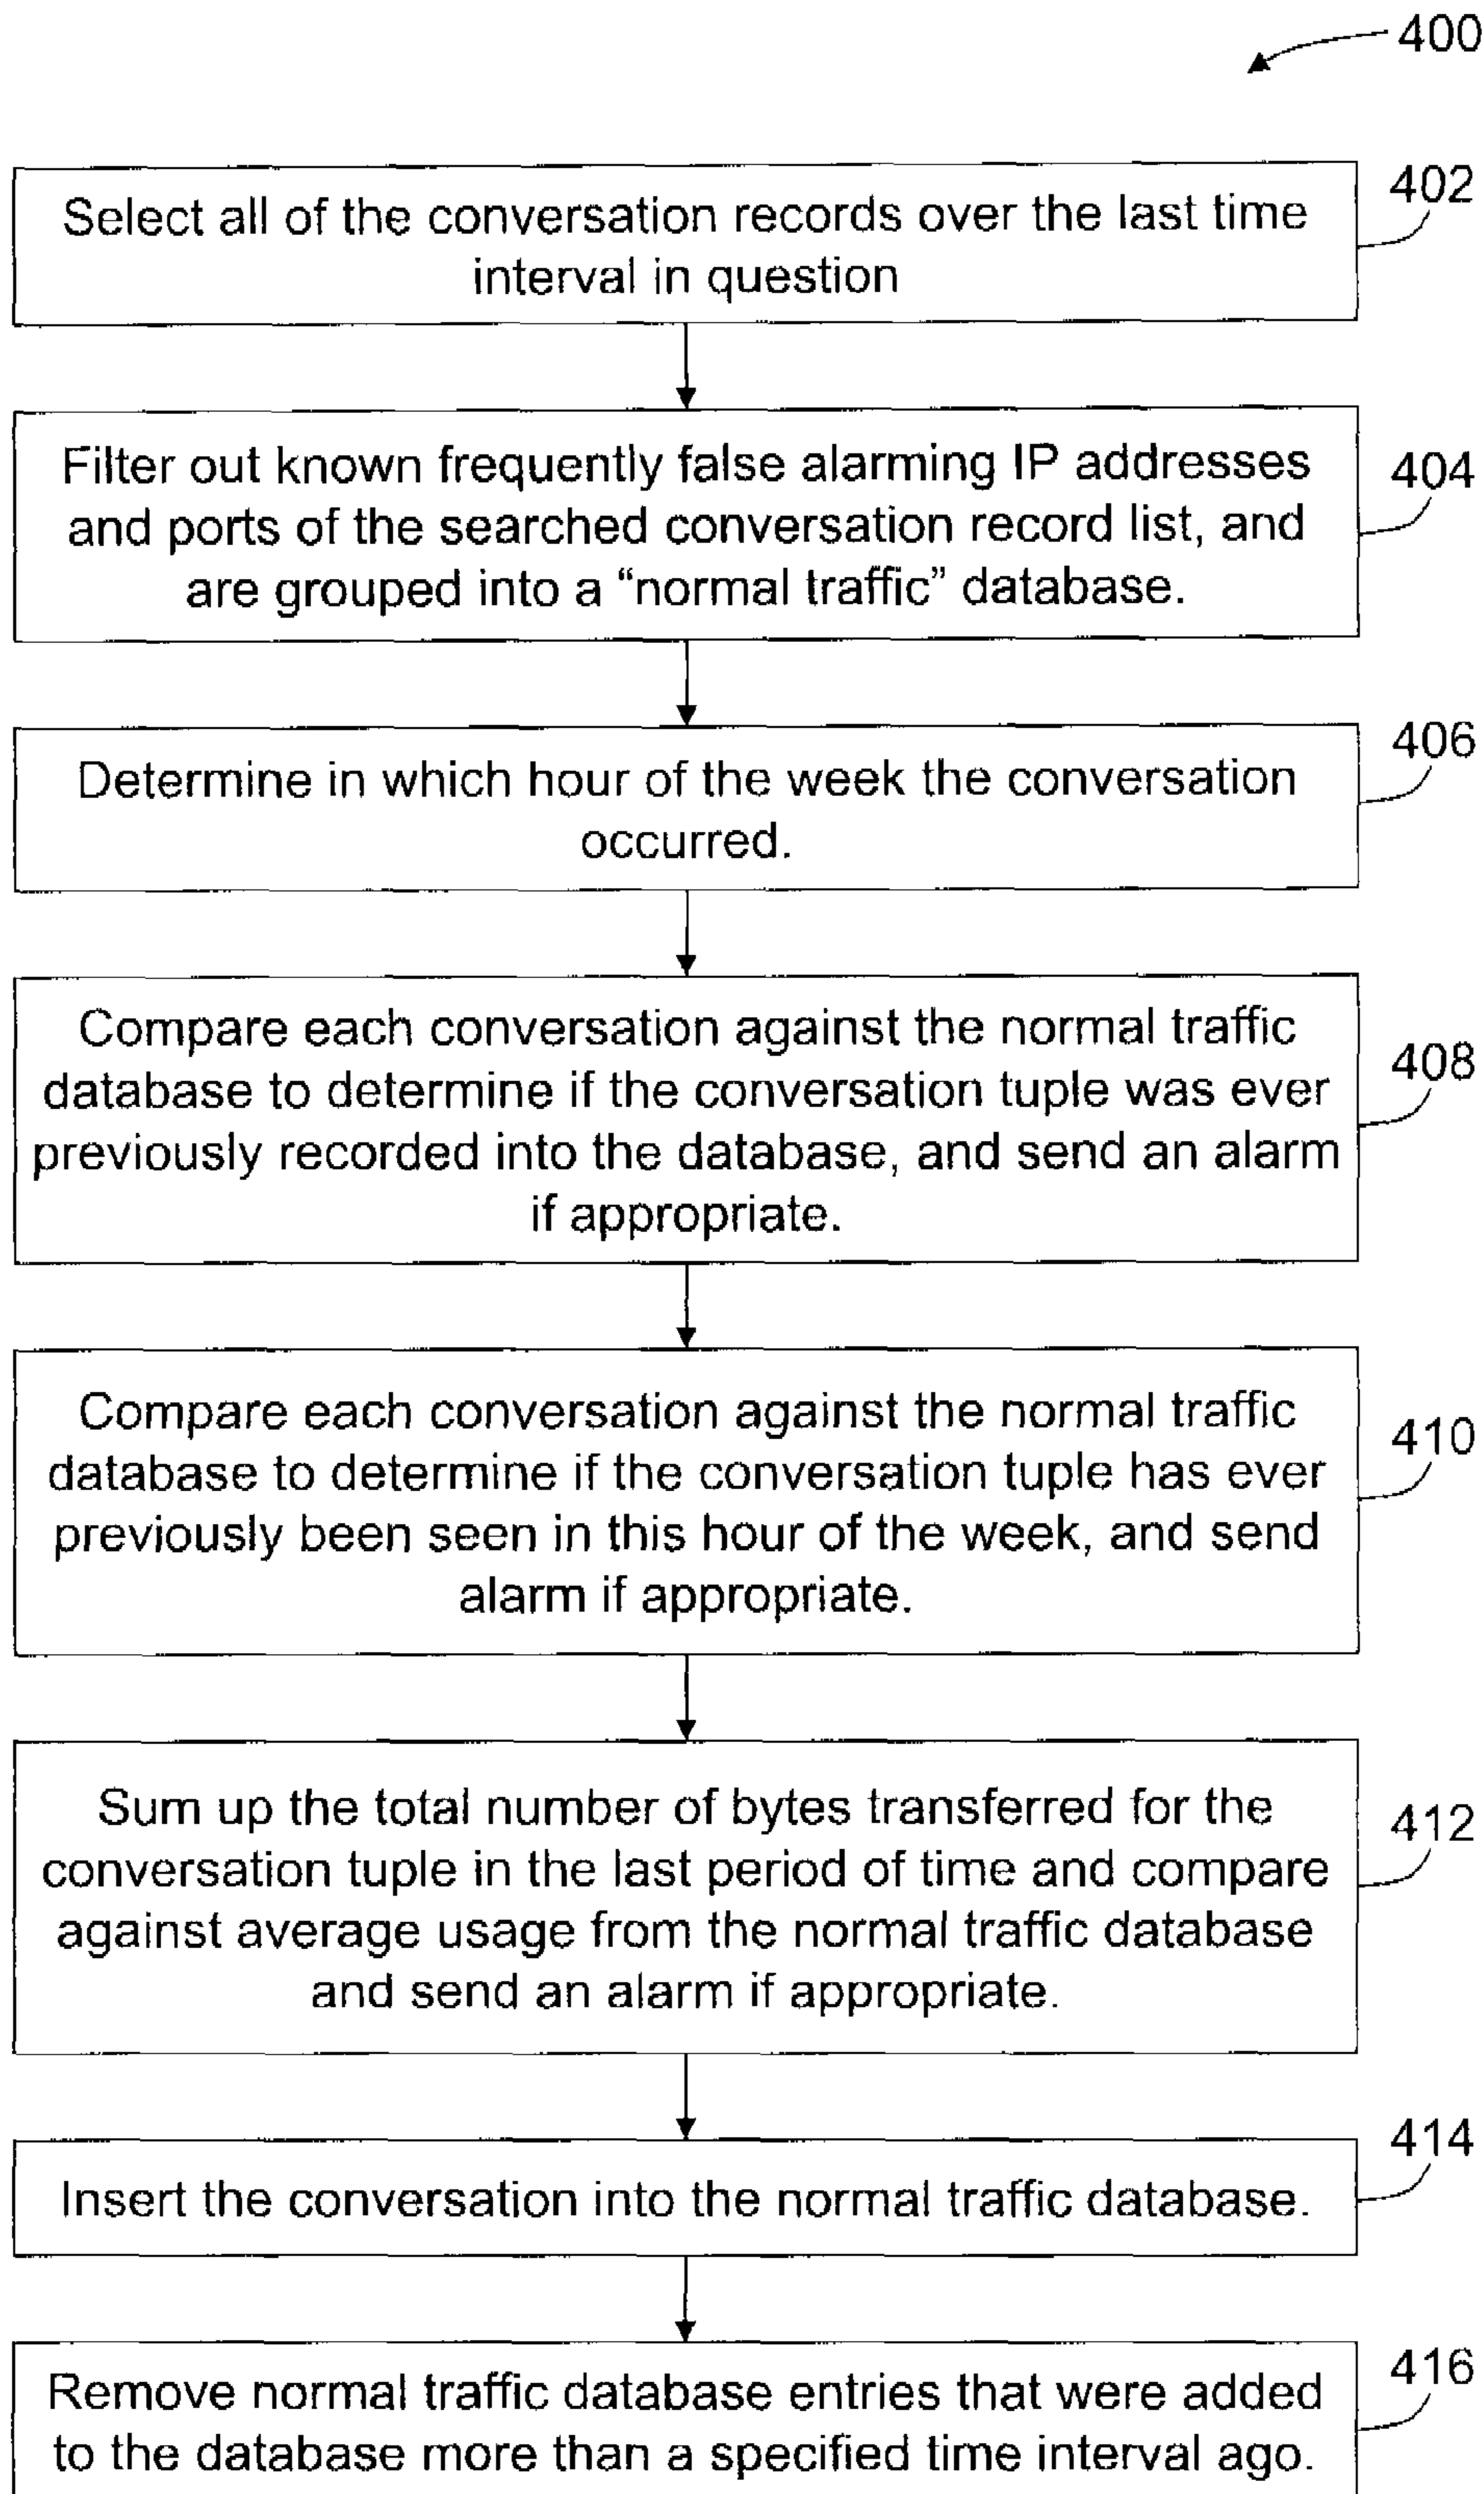 400
402
Select all of the conversation records over the last time
interval in question
404
Filter out known frequently false alarming IP addresses
and ports of the searched conversation record list, and
are grouped into a “normal traffic” database.
406
Determine in which hour of the week the conversation
occurred.
408
Compare each conversation against the normal traffic
database to determine if the conversation tuple was ever
previously recorded into the database, and send an alarm
if appropriate.
410
Compare each conversation against the normal traffic
database to determine if the conversation tuple has ever
previously been seen in this hour of the week, and send
alarm if appropriate.
412
Sum up the total number of bytes transferred for the
conversation tuple in the last period of time and compare
against average usage from the normal traffic database
and send an alarm if appropriate.
414
Insert the conversation into the normal traffic database.
416
Remove normal traffic database entries that were added
to the database more than a specified time interval ago.